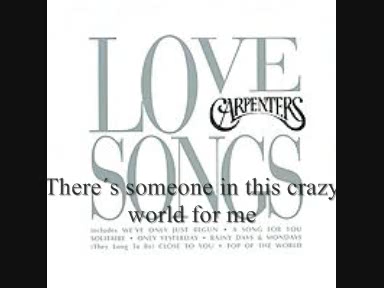 LOVE
CARPENTERS
SONGS
There´s someone in this crazy
world for me
includes WE'VE ONLY JUST BEGUN • A SONG FOR YOU
SOLITAIRE • ONLY YESTERDAY • RAINY DAYS & MONDAYS
(They Long To Be) CLOSE TO YOU • TOP OF THE WORLD